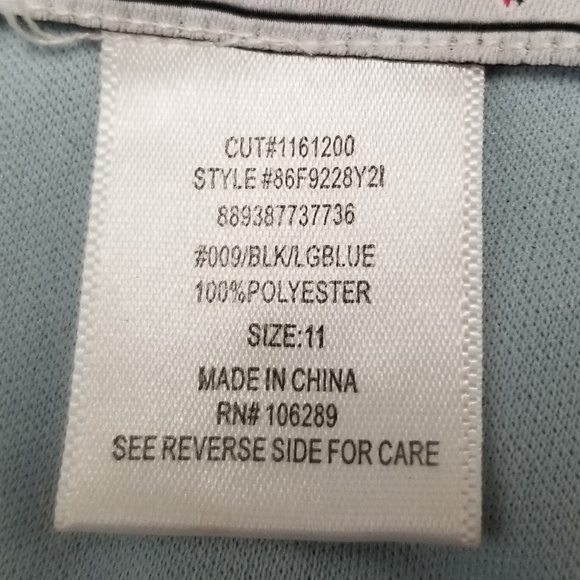 CUT#1161200
STYLE #86F9228Y2I
889387737736
#009/BLK/LGBLUE
100%POLYESTER
SIZE:11
MADE IN CHINA
RN# 106289
SEE REVERSE SIDE FOR CARE